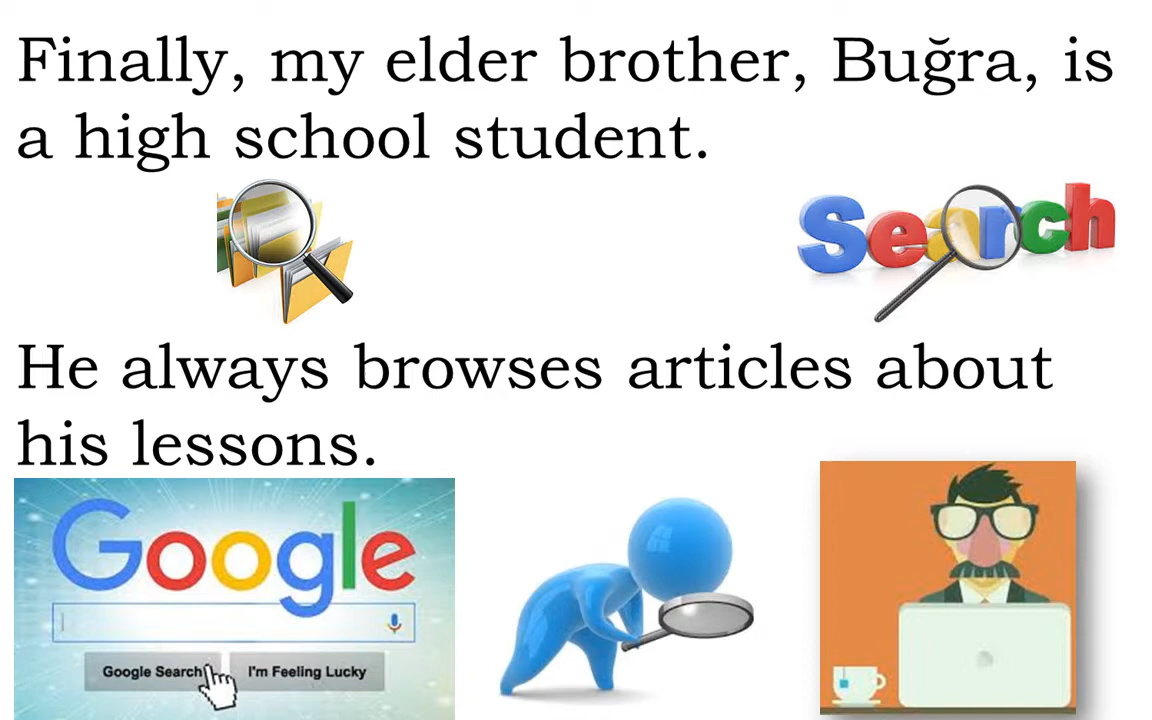 Finally, my elder brother, Buğra, is
a high school student.
Search
He always browses articles about
his lessons.
Google
Google Search
I'm Feeling Lucky